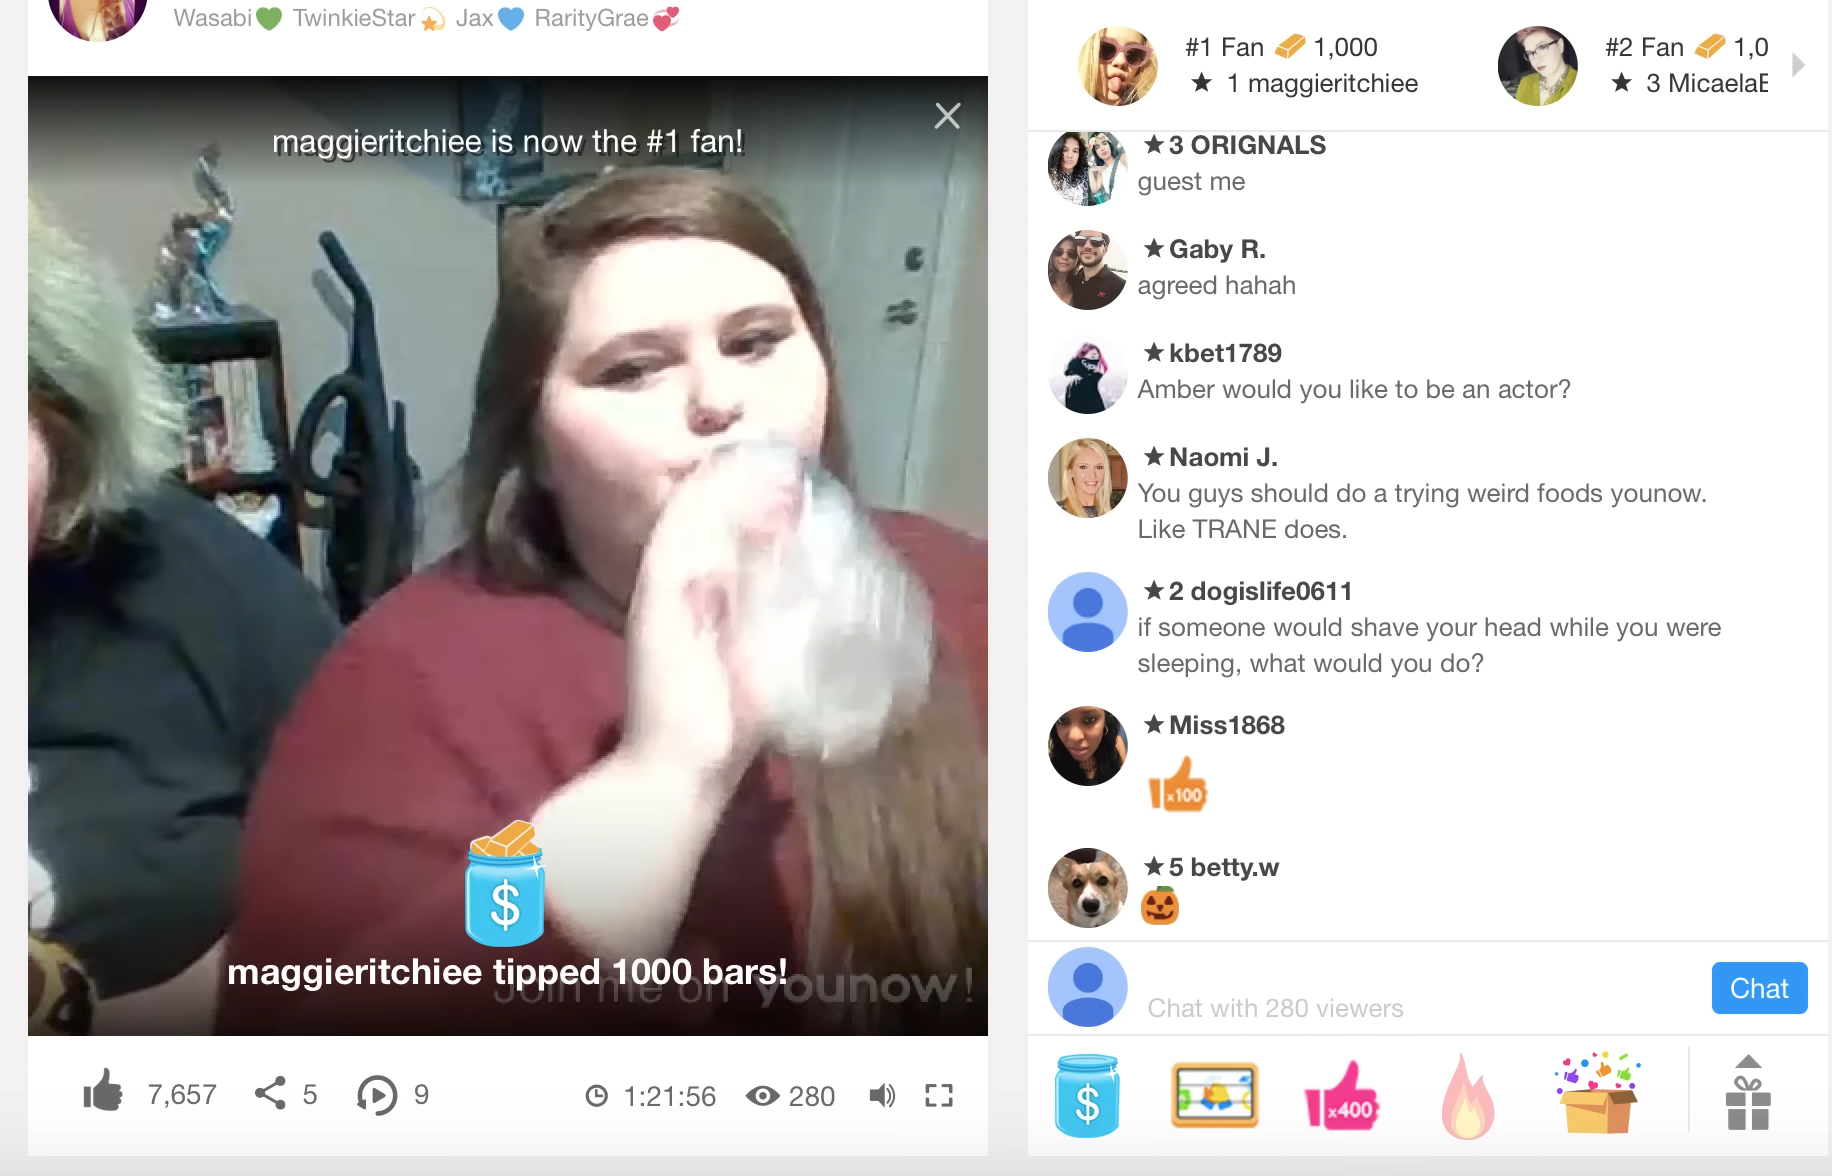 Wasabi💚 TwinkieStar💫 Jax💙 RarityGrae💞
maggieritchiee is now the #1 fan!
$
maggieritchiee tipped 1000 bars!
Join me on younow!
7,657
5
9
1:21:56
280
#1 Fan 1,000
★ 1 maggieritchiee
#2 Fan 1,0
★ 3 MicaelaE
★3 ORIGNALS
guest me
★Gaby R.
agreed hahah
★kbet1789
Amber would you like to be an actor?
★Naomi J.
You guys should do a trying weird foods younow.
Like TRANE does.
★2 dogislife0611
if someone would shave your head while you were
sleeping, what would you do?
★Miss1868
x100
★5 betty.w
🎃
Chat with 280 viewers
Chat
$
x400